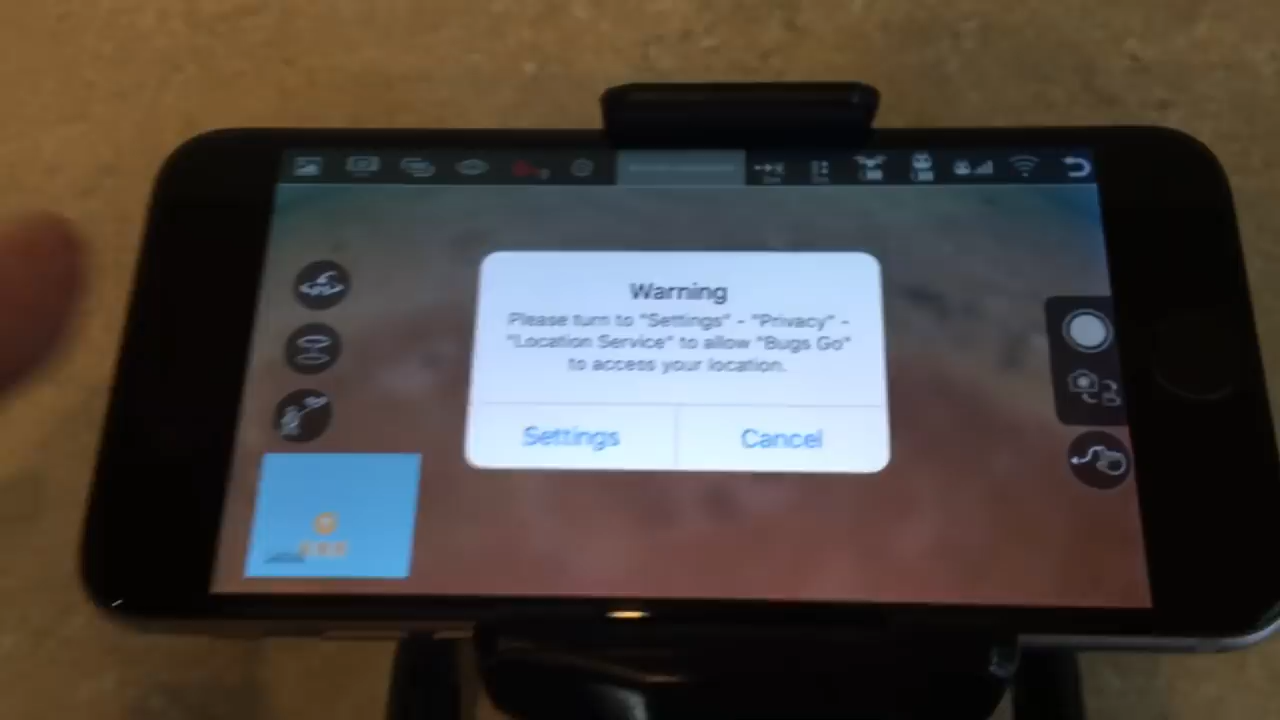 Warning
Please turn to "Settings" - "Privacy" -
"Location Service" to allow "Bugs Go"
to access your location.
Settings
Cancel